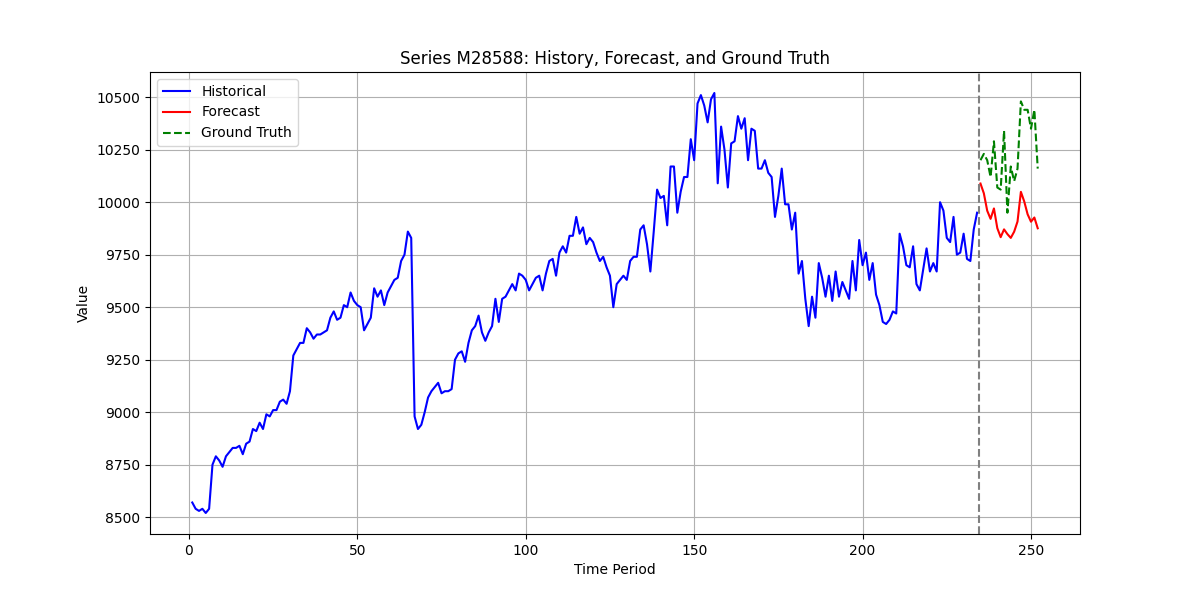 Series M28588: History, Forecast, and Ground Truth
Historical
Forecast
Ground Truth
10500
10250
10000
9750
9500
9250
9000
8750
8500
Value
0 50 100 150 200 250
Time Period